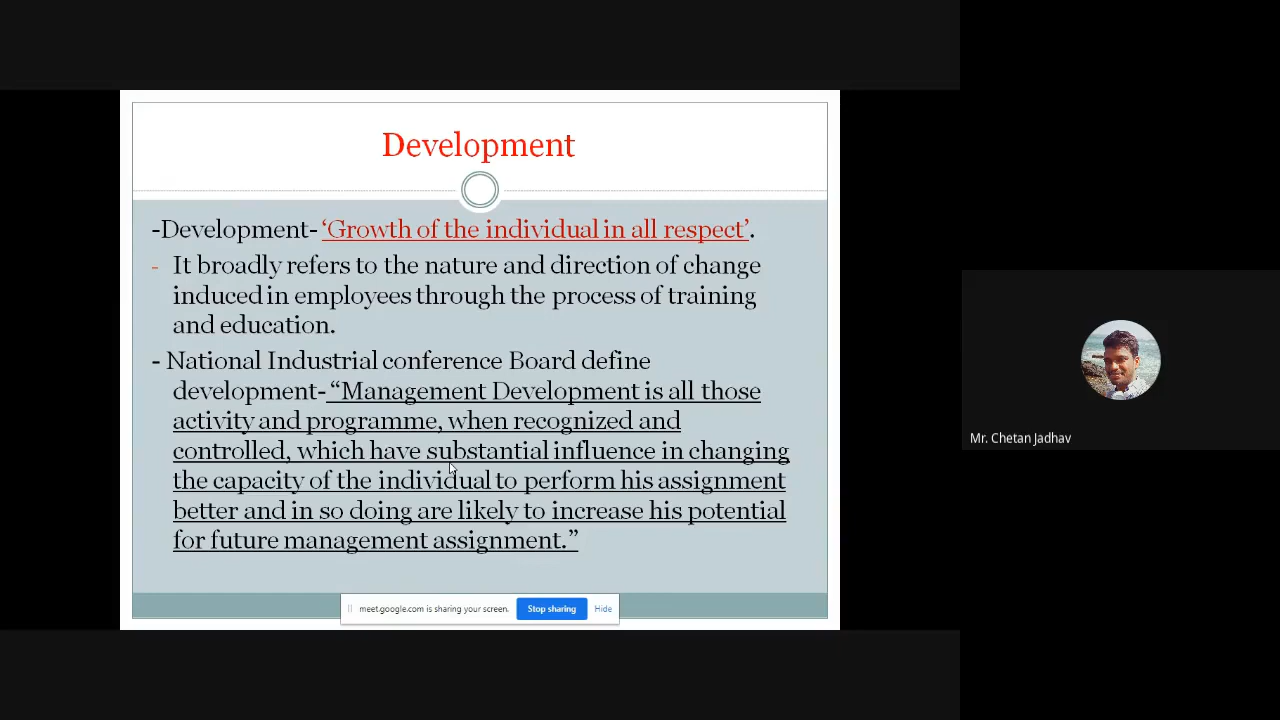 Development
-Development- ‘Growth of the individual in all respect’.
- It broadly refers to the nature and direction of change
induced in employees through the process of training
and education.
- National Industrial conference Board define
development- “Management Development is all those
activity and programme, when recognized and
controlled, which have substantial influence in changing
the capacity of the individual to perform his assignment
better and in so doing are likely to increase his potential
for future management assignment.”
meet.google.com is sharing your screen. Stop sharing Hide
Mr. Chetan Jadhav